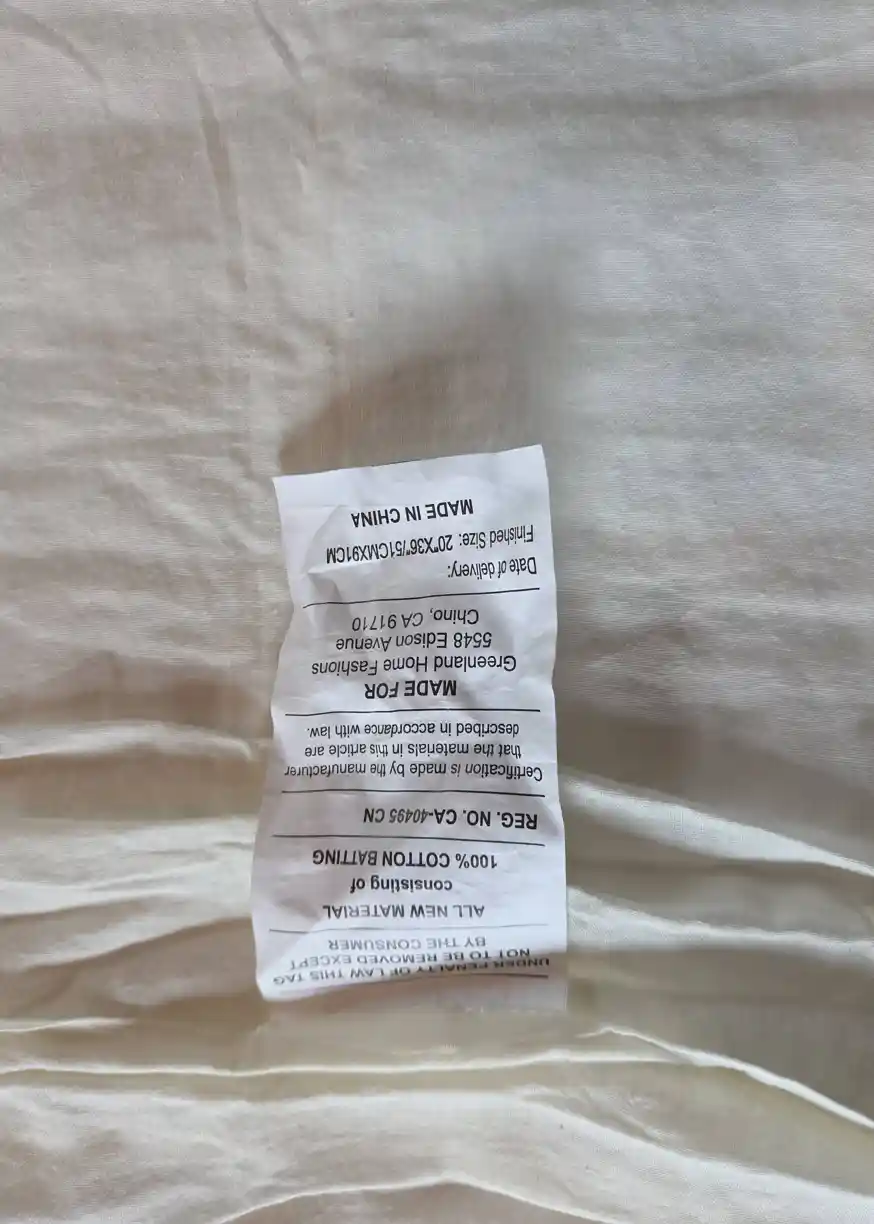 UNDER PENALTY OF LAW THIS TAG
NOT TO BE REMOVED EXCEPT
BY THE CONSUMER
ALL NEW MATERIAL
consisting of
100% COTTON BATTING
REG. NO. CA-40495 CN
Certification is made by the manufacturer
that the materials in this article are
described in accordance with law.
MADE FOR
Greenland Home Fashions
5548 Edison Avenue
Chino, CA 91710
Date of delivery:
Finished Size: 20"X36"/51CMX91CM
MADE IN CHINA